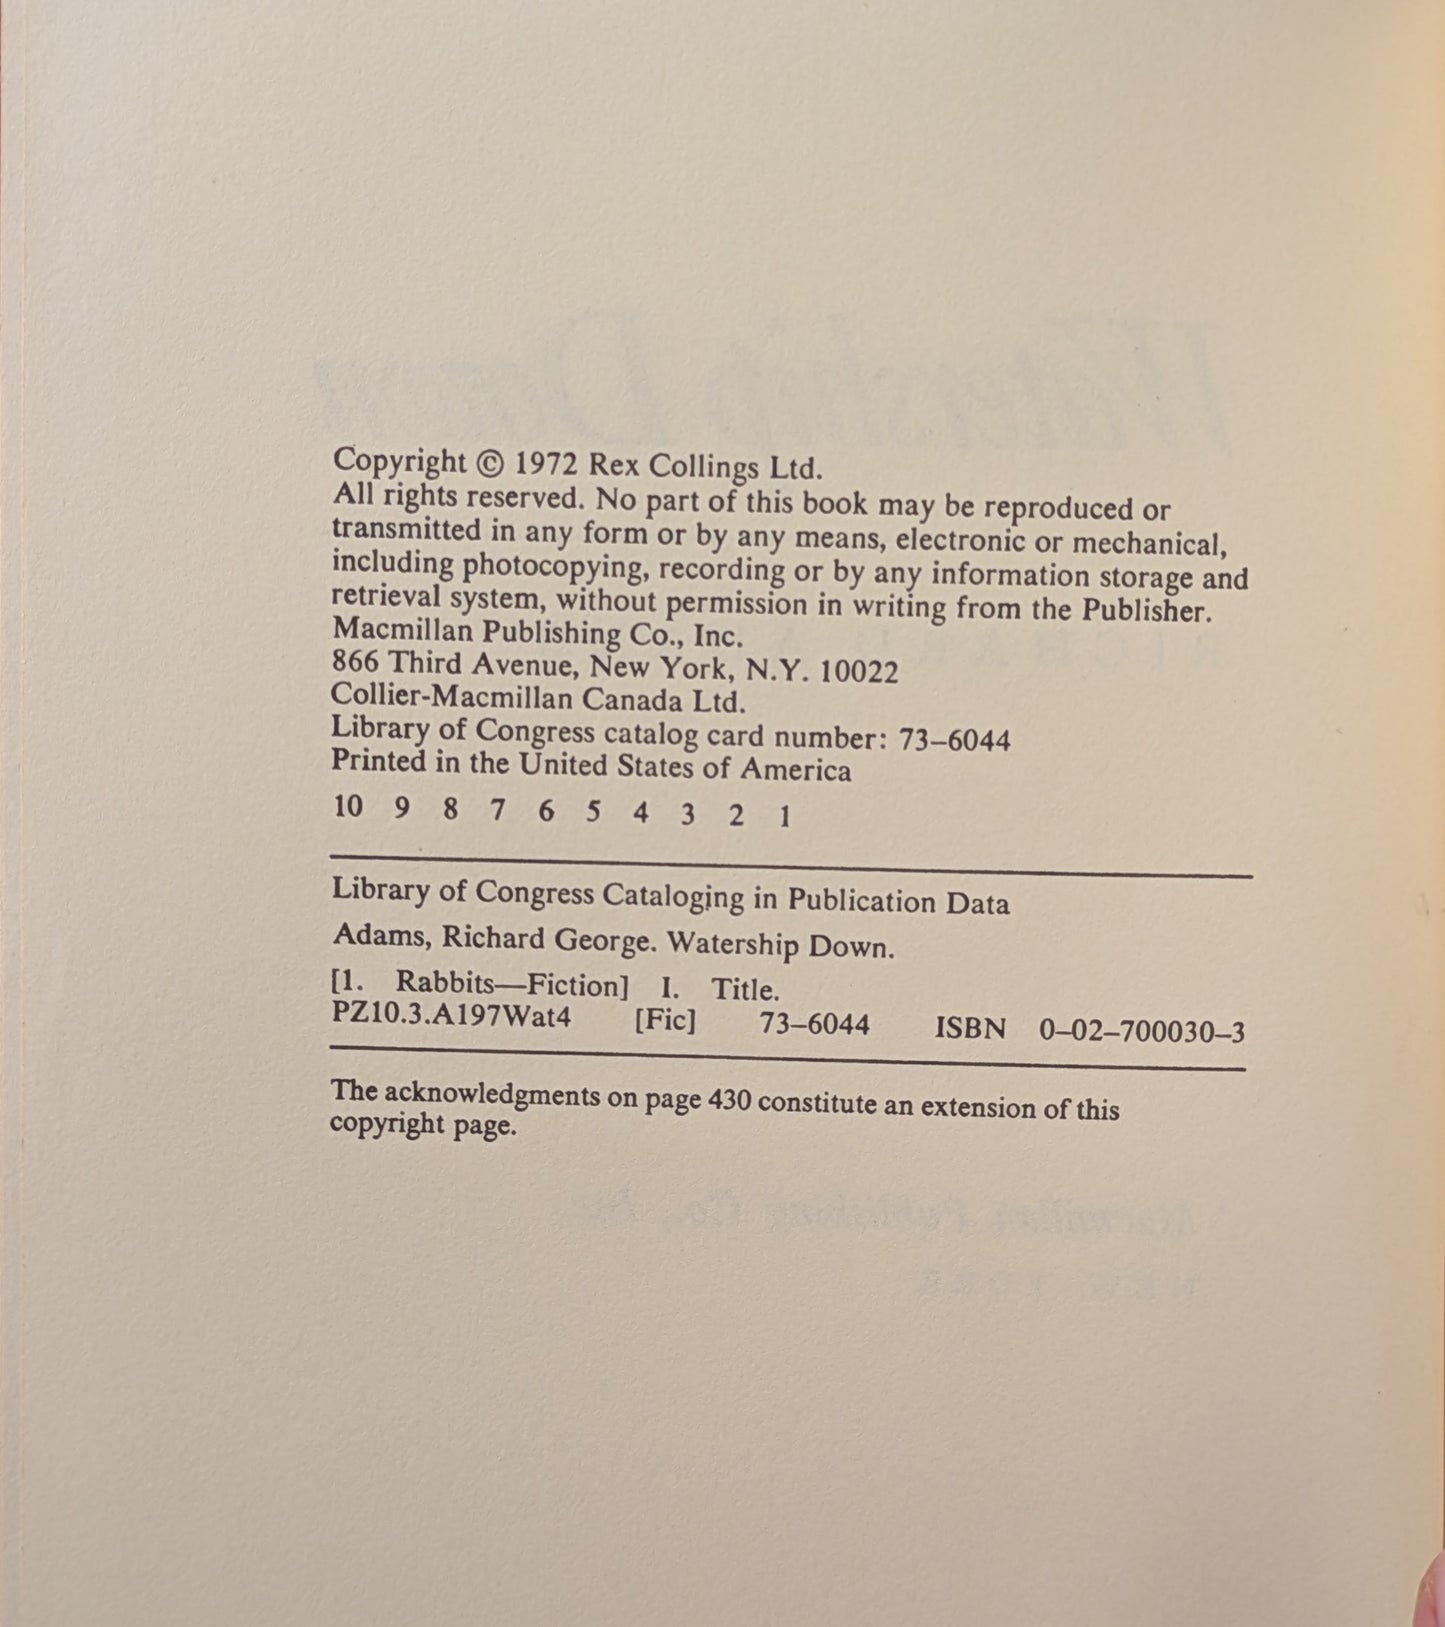 Copyright © 1972 Rex Collings Ltd.
All rights reserved. No part of this book may be reproduced or
transmitted in any form or by any means, electronic or mechanical,
including photocopying, recording or by any information storage and
retrieval system, without permission in writing from the Publisher.
Macmillan Publishing Co., Inc.
866 Third Avenue, New York, N.Y. 10022
Collier-Macmillan Canada Ltd.
Library of Congress catalog card number: 73–6044
Printed in the United States of America
10 9 8 7 6 5 4 3 2 1
Library of Congress Cataloging in Publication Data
Adams, Richard George. Watership Down.
[1. Rabbits—Fiction] I. Title.
PZ10.3.A197Wat4 [Fic] 73–6044 ISBN 0–02–700030–3
The acknowledgments on page 430 constitute an extension of this
copyright page.